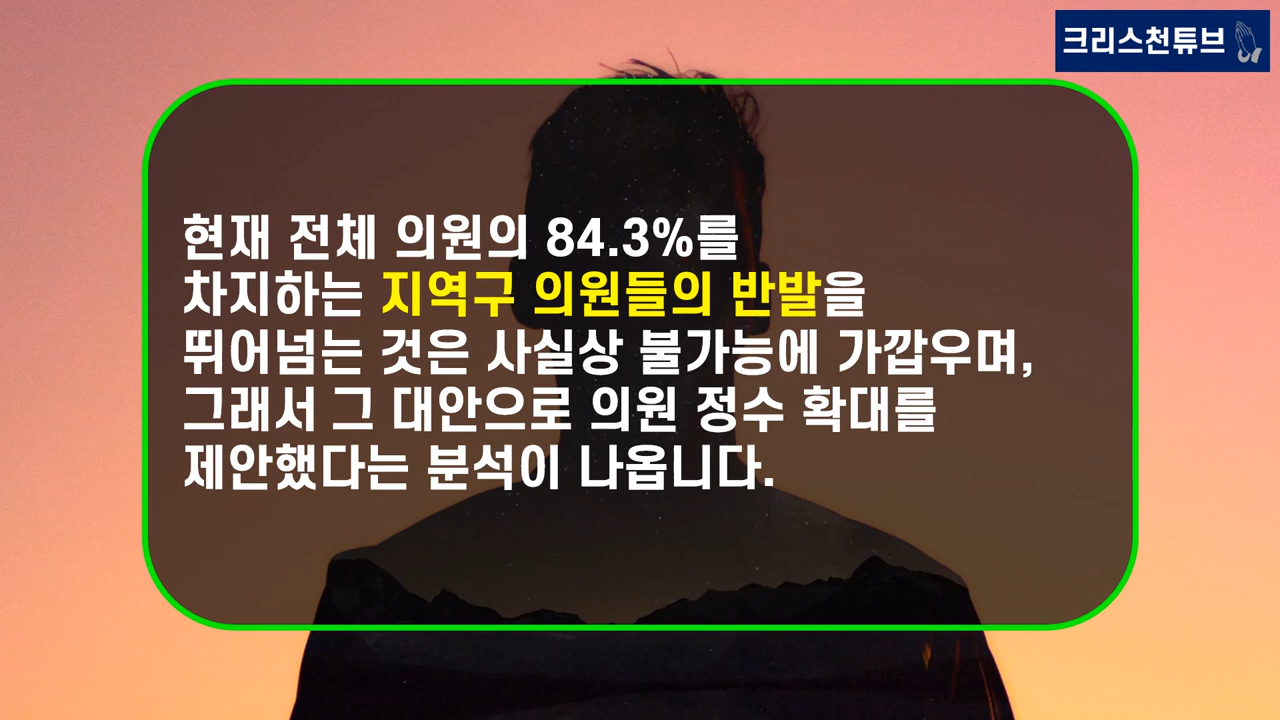 크리스천튜브
현재 전체 의원의 84.3%를
차지하는 지역구 의원들의 반발을
뛰어넘는 것은 사실상 불가능에 가깝우며,
그래서 그 대안으로 의원 정수 확대를
제안했다는 분석이 나옵니다.